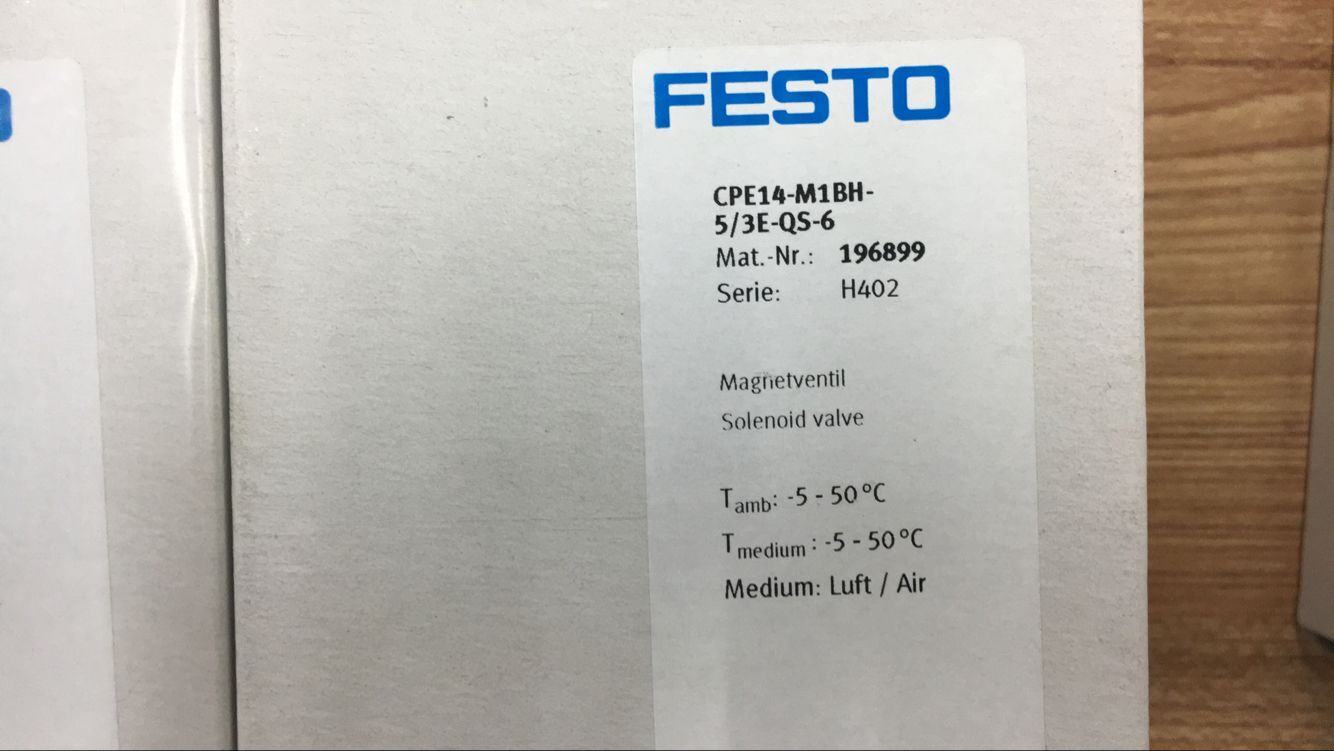 FESTO
CPE14-M1BH-
5/3E-QS-6
Mat.-Nr.: 196899
Serie: H402
Magnetventil
Solenoid valve
Tamb: -5 - 50 °C
Tmedium : -5 - 50 °C
Medium: Luft / Air